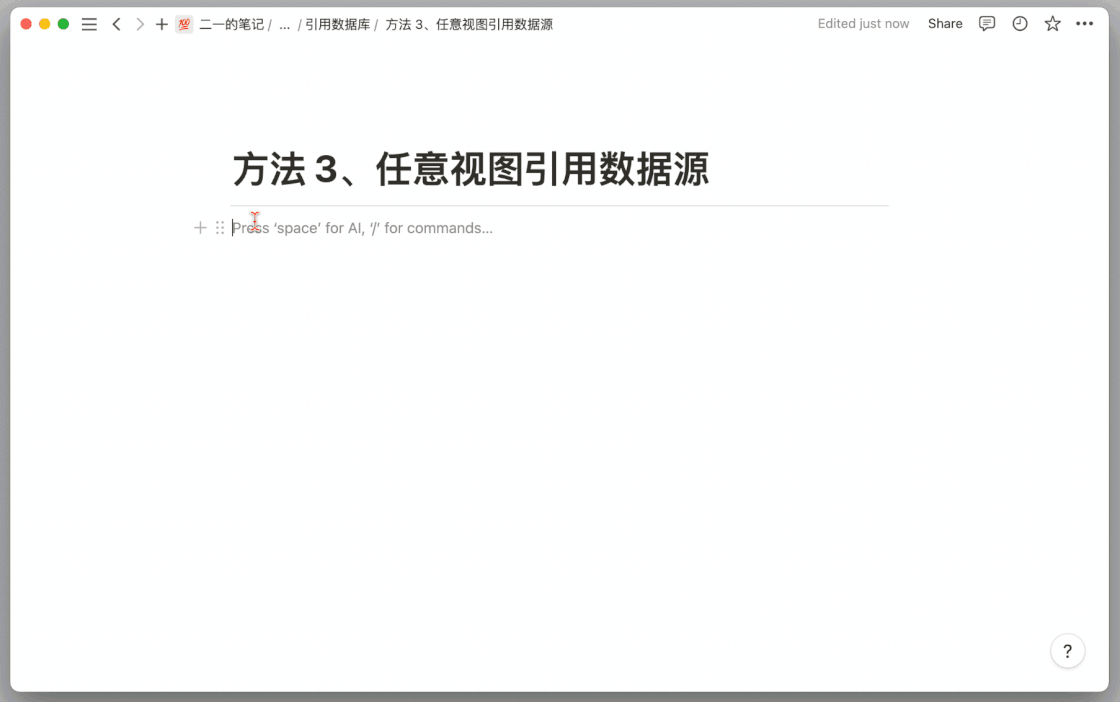 💯 二一的笔记 / ... / 引用数据库 / 方法 3、任意视图引用数据源
Edited just now Share
方法 3、任意视图引用数据源
Press ‘space’ for AI, ‘/’ for commands...
?